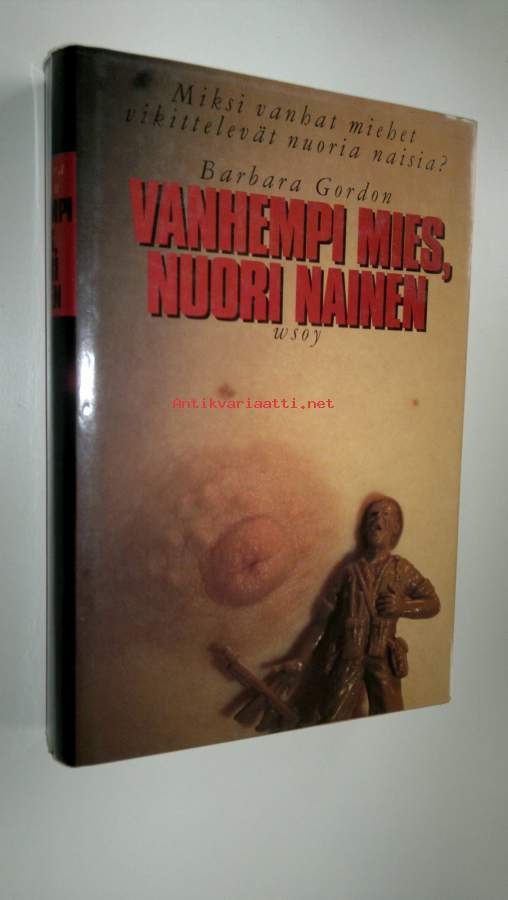 Miksi vanhat miehet
vikittelevät nuoria naisia?
Barbara Gordon
VANHEMPI MIES,
NUORI NAINEN
wsoy
Antikvariaatti.net